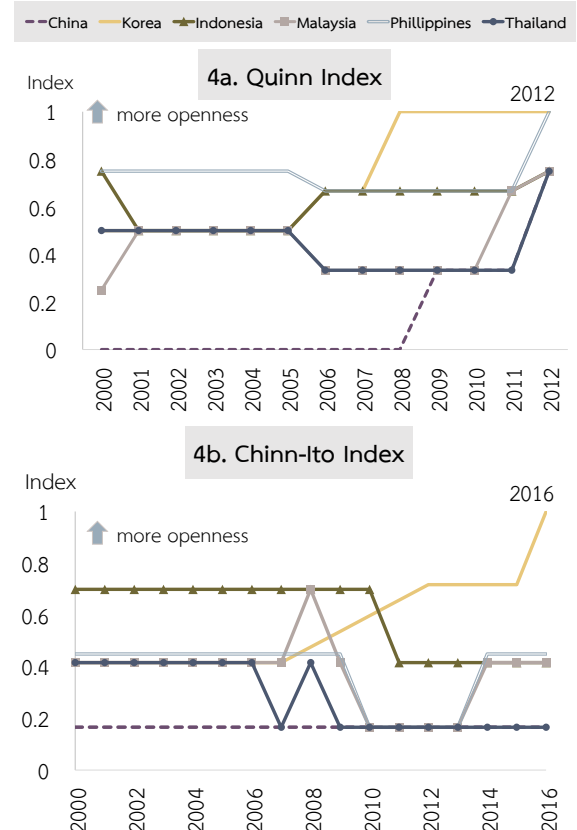 China Korea Indonesia Malaysia Phillippines Thailand
4a. Quinn Index
Index
2012
more openness
1
0.8
0.6
0.4
0.2
0
2000 2001 2002 2003 2004 2005 2006 2007 2008 2009 2010 2011 2012
4b. Chinn-Ito Index
Index
2016
more openness
1
0.8
0.6
0.4
0.2
0
2000 2002 2004 2006 2008 2010 2012 2014 2016